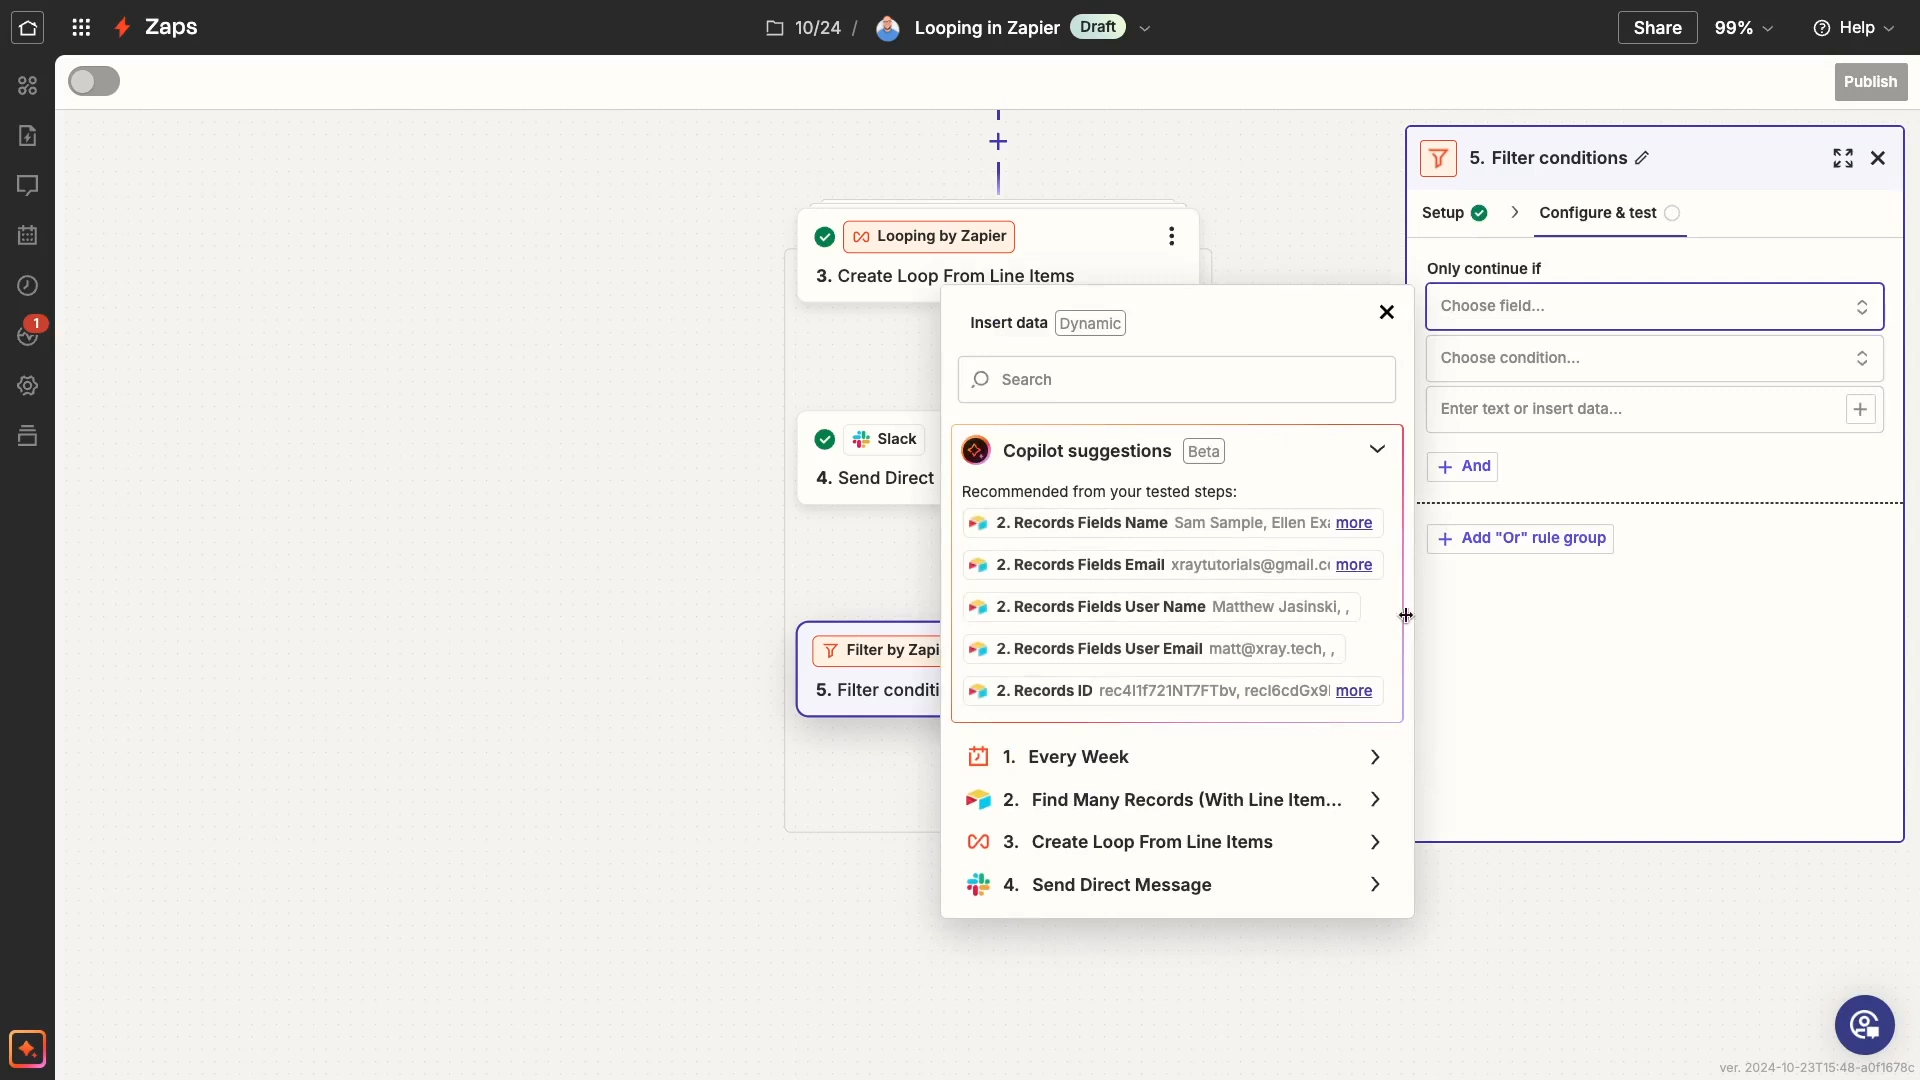 Zaps
10/24 / Looping in Zapier Draft
Share 99% Help
Publish
1
Looping by Zapier
3. Create Loop From Line Items
Slack
4. Send Direct
Filter by Zapi
5. Filter conditi
Insert data Dynamic
Search
Copilot suggestions Beta
Recommended from your tested steps:
2. Records Fields Name Sam Sample, Ellen Exa more
2. Records Fields Email xraytutorials@gmail.co more
2. Records Fields User Name Matthew Jasinski, ,
2. Records Fields User Email matt@xray.tech, ,
2. Records ID more
1. Every Week
2. Find Many Records (With Line Item...
3. Create Loop From Line Items
4. Send Direct Message
5. Filter conditions
Setup Configure & test
Only continue if
Choose field...
Choose condition...
Enter text or insert data...
And
Add "Or" rule group
ver. 2024-10-23T15:48-a0f1678c